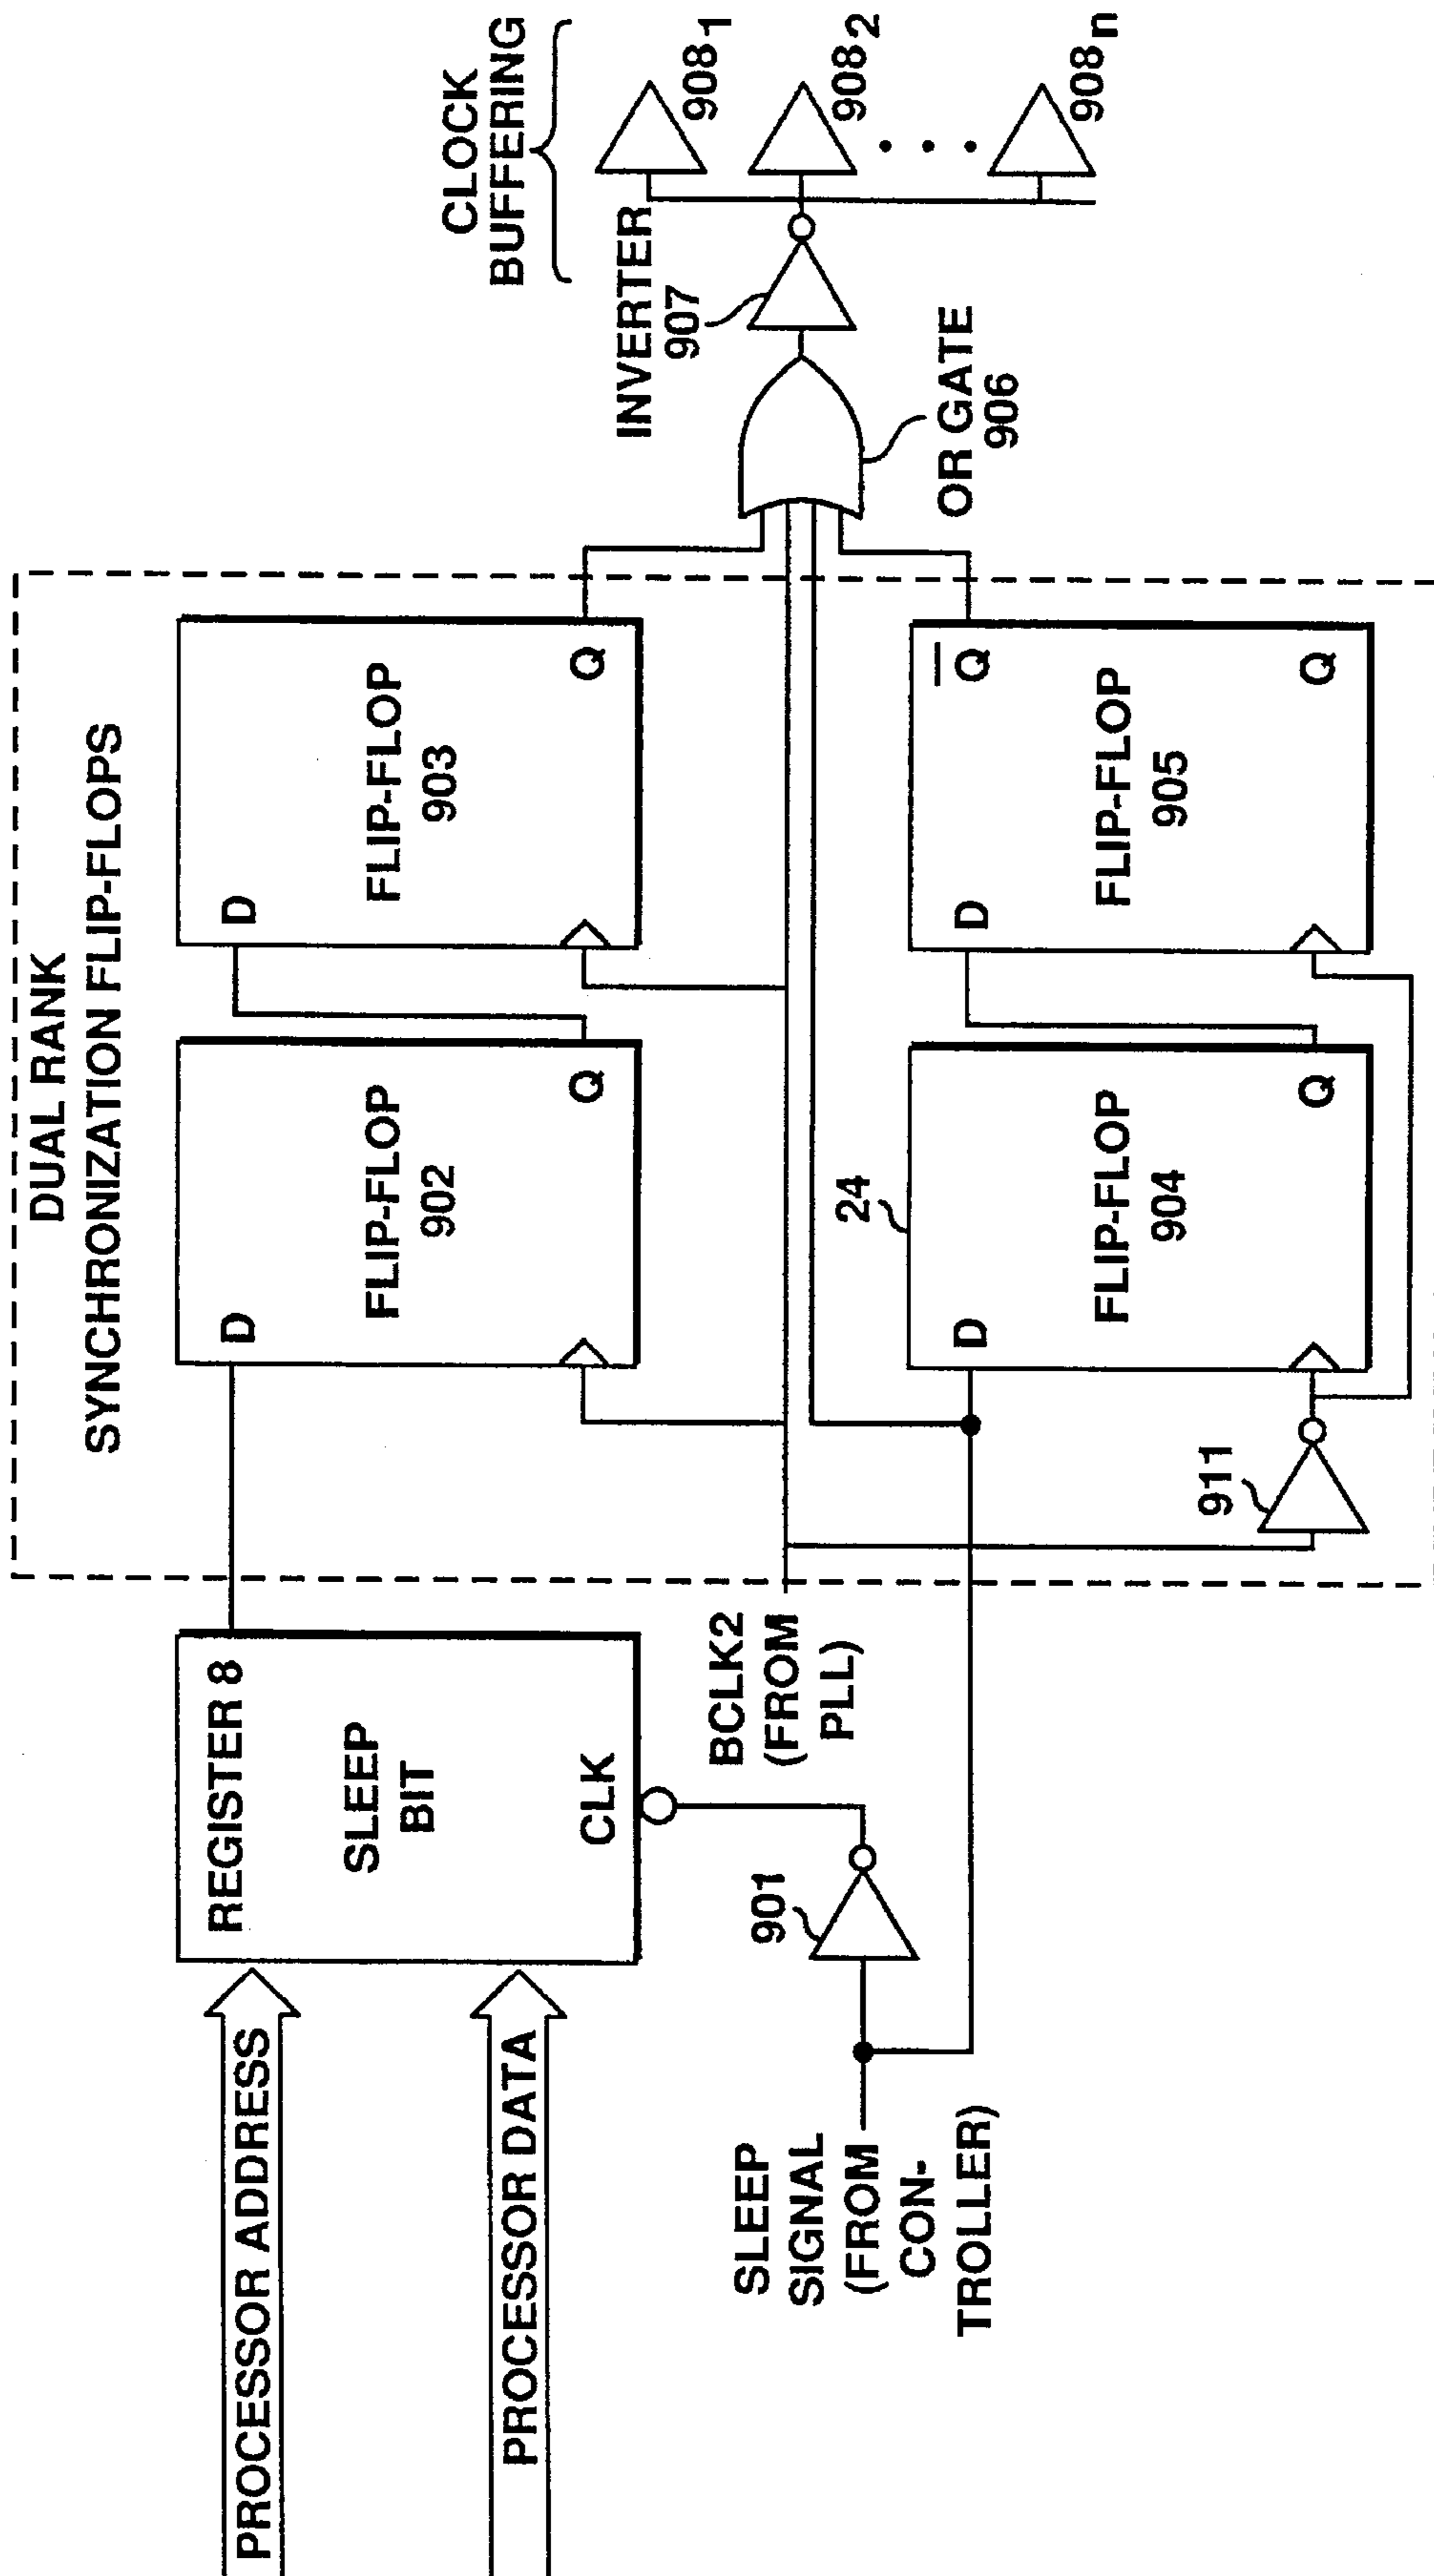 PROCESSOR ADDRESS
PROCESSOR DATA
REGISTER 8
SLEEP
BIT
CLK
SLEEP
SIGNAL
(FROM
CON-
TROLLER)
901
BCLK2
(FROM
PLL)
DUAL RANK
SYNCHRONIZATION FLIP-FLOPS
D
FLIP-FLOP
902
Q
D
FLIP-FLOP
903
Q
24
D
FLIP-FLOP
904
Q
911
D
FLIP-FLOP
905
Q̅
Q
OR GATE
906
INVERTER
907
CLOCK
BUFFERING
908₁
908₂
908ₙ